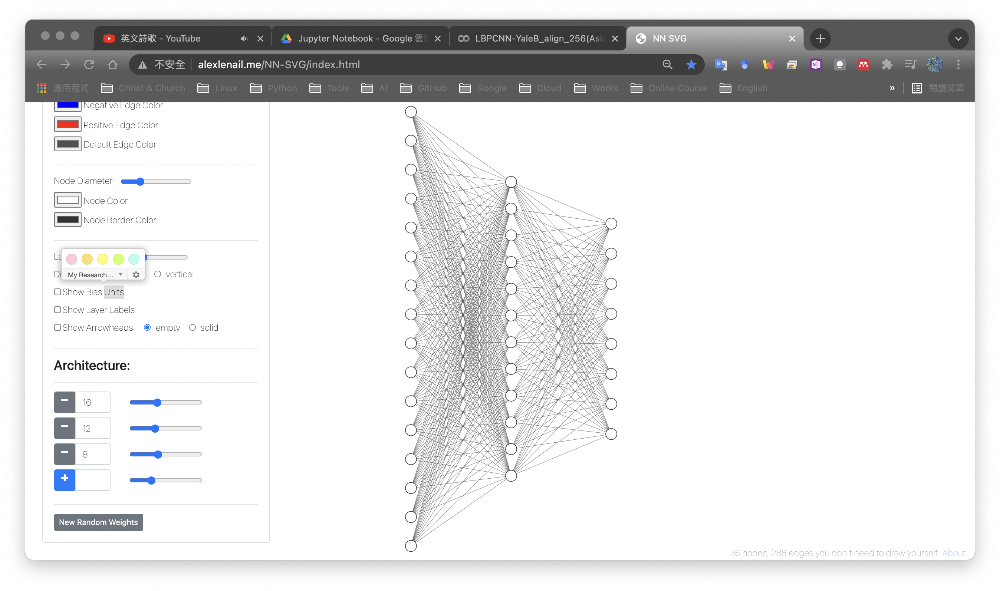 英文詩歌 - YouTube
Jupyter Notebook - Google 雲
LBPCNN-YaleB_align_256(Asi
NN SVG
不安全 alexlenail.me/NN-SVG/index.html
應用程式 Christ & Church Linux Python Tools AI GitHub Google Cloud Works Online Course English » 閱讀清單
Negative Edge Color
Positive Edge Color
Default Edge Color
Node Diameter
Node Color
Node Border Color
La
My Research...
Di vertical
Show Bias Units
Show Layer Labels
Show Arrowheads empty solid
Architecture:
16
12
8
New Random Weights
36 nodes, 288 edges you don't need to draw yourself! About